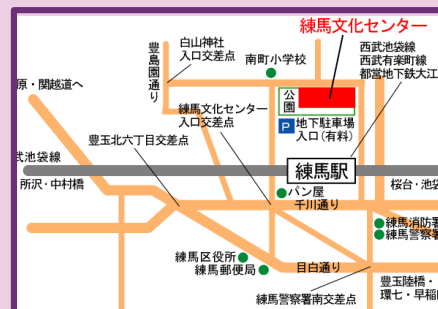 練馬文化センター
白山神社
入口交差点
豊島園通り
南町小学校
西武池袋線
西武有楽町線
都営地下鉄大江
原・関越道へ
公園
練馬文化センター
入口交差点
P 地下駐車場
入口(有料)
豊玉北六丁目交差点
武池袋線
練馬駅
所沢・中村橋
桜台・池袋
パン屋
千川通り
練馬消防署
練馬警察署
練馬区役所
練馬郵便局
目白通り
豊玉陸橋・
環七・早稲
練馬警察署南交差点